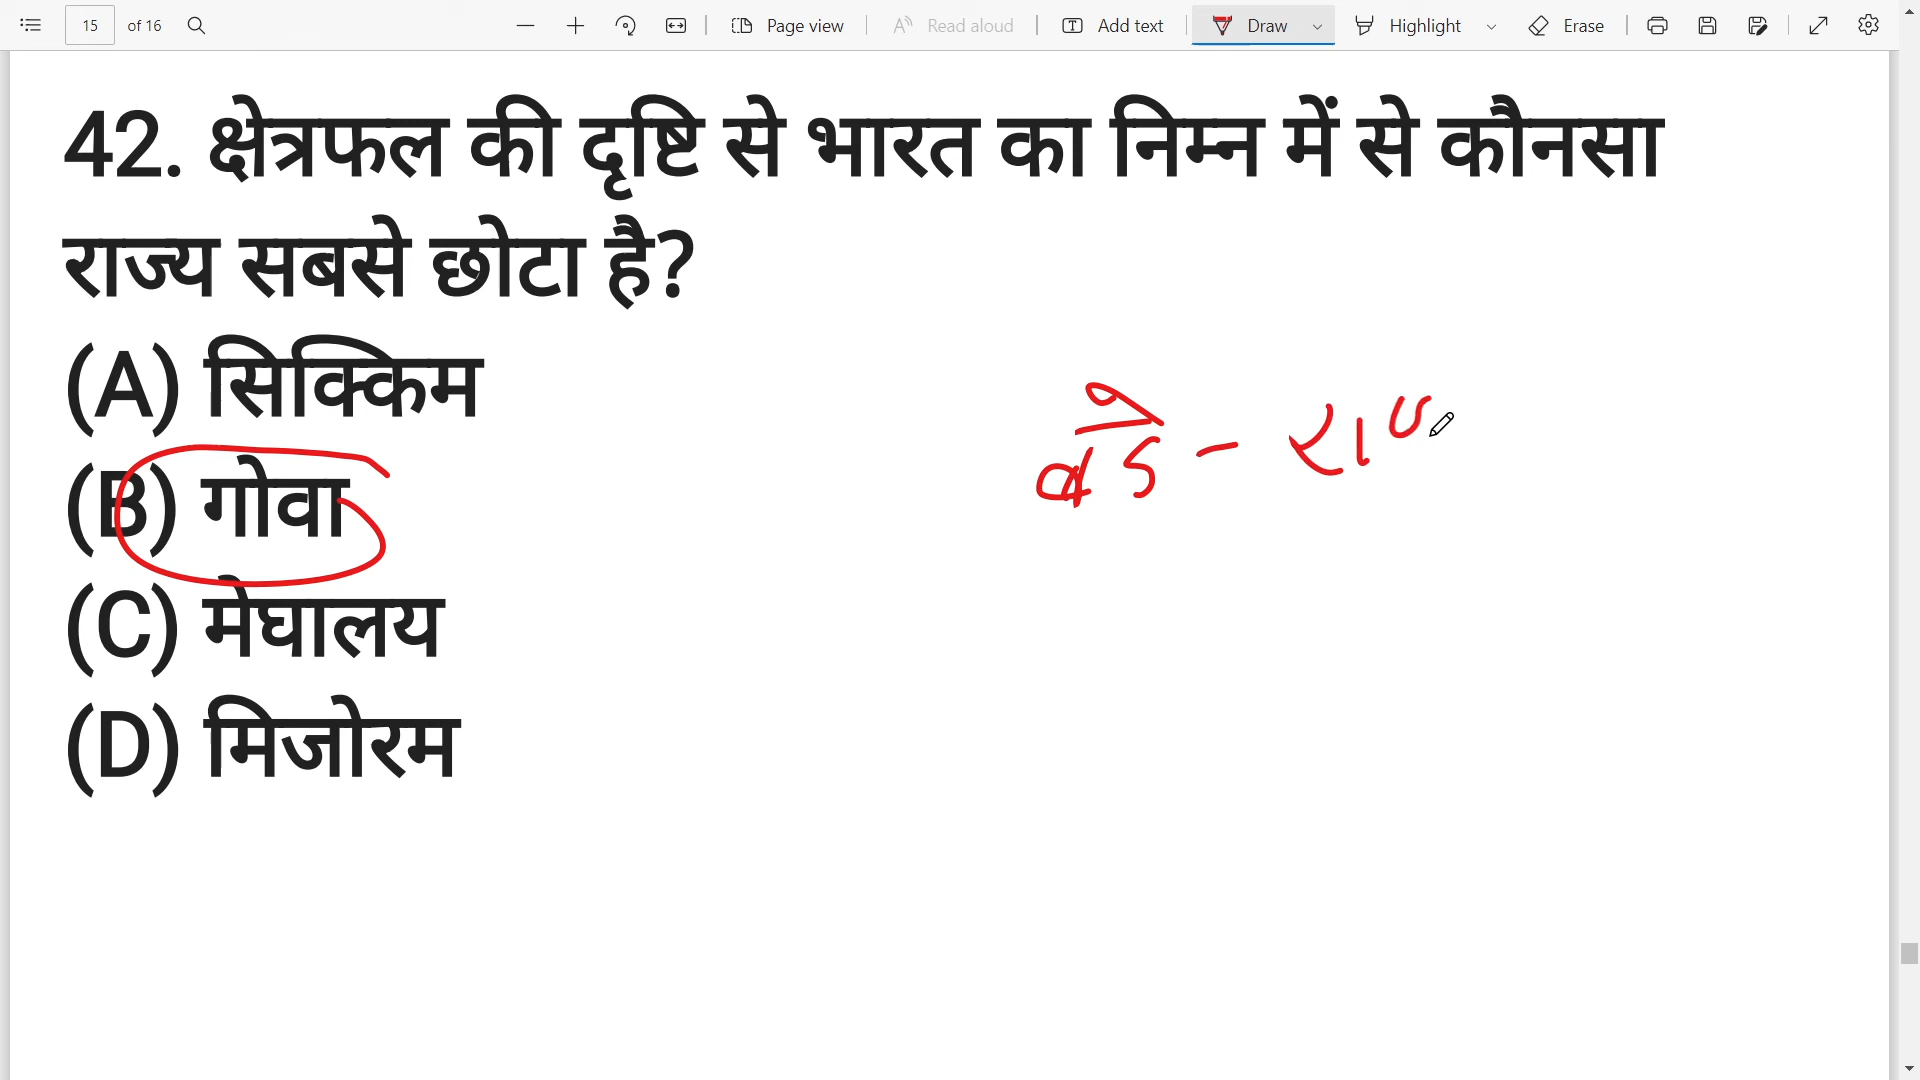 15 of 16 Page view Read aloud Add text Draw Highlight Erase
42. क्षेत्रफल की दृष्टि से भारत का निम्न में से कौनसा
राज्य सबसे छोटा है?
(A) सिक्किम
(B) गोवा
(C) मेघालय
(D) मिजोरम